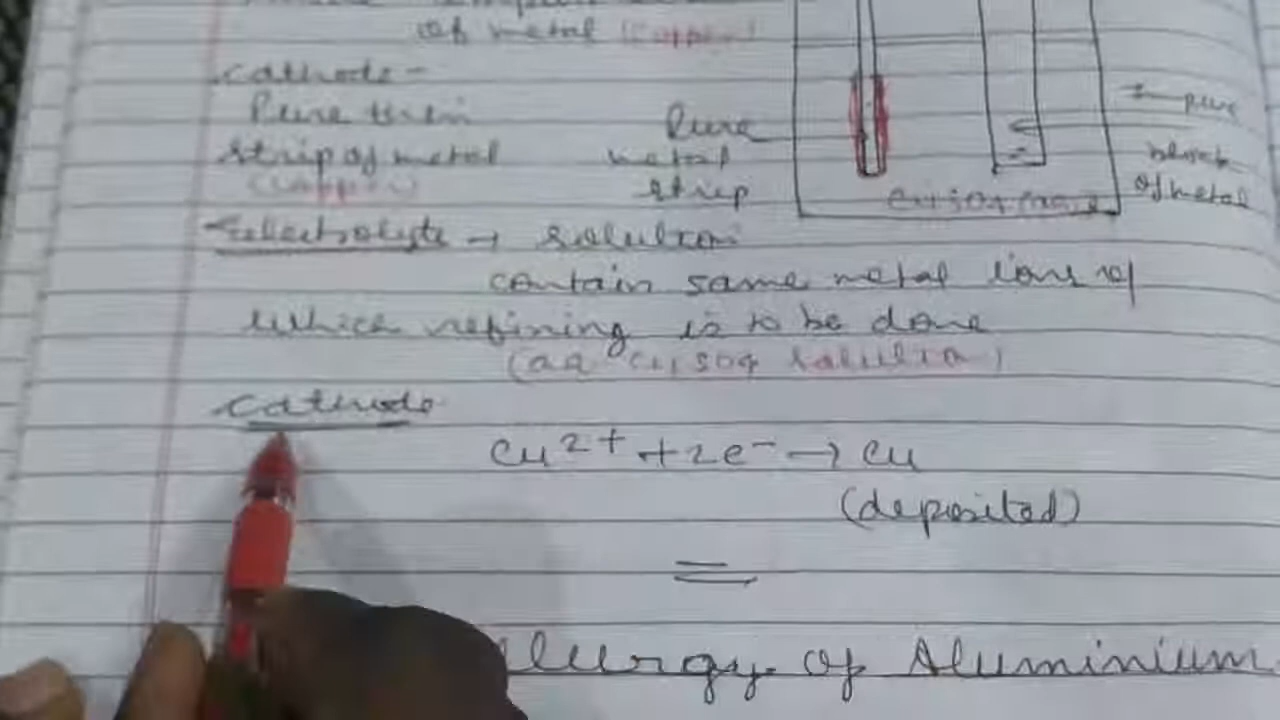 of metal (copper)
cathode-
Pure thin
strip of metal
(copper)
Pure
metal
strip
pure
block
of metal
Electrolyte → solution
contain same metal ions of
which refining is to be done
(aq CuSO4 solution)
cathode
Cu2+ + 2e- → Cu
(deposited)
llurgy of Aluminium